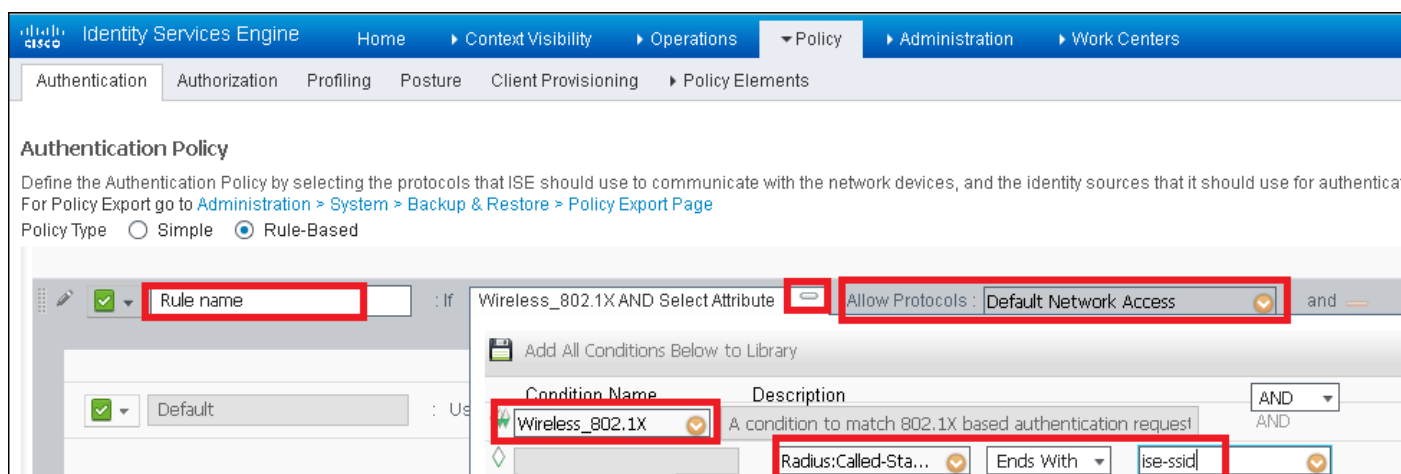 cisco Identity Services Engine Home Context Visibility Operations Policy Administration Work Centers
Authentication Authorization Profiling Posture Client Provisioning Policy Elements
Authentication Policy
Define the Authentication Policy by selecting the protocols that ISE should use to communicate with the network devices, and the identity sources that it should use for authentica
For Policy Export go to Administration > System > Backup & Restore > Policy Export Page
Policy Type Simple Rule-Based
Rule name : If Wireless_802.1X AND Select Attribute Allow Protocols : Default Network Access and
Add All Conditions Below to Library
Condition Name Description AND
Default : Us Wireless_802.1X A condition to match 802.1X based authentication request AND
Radius:Called-Sta... Ends With ise-ssid